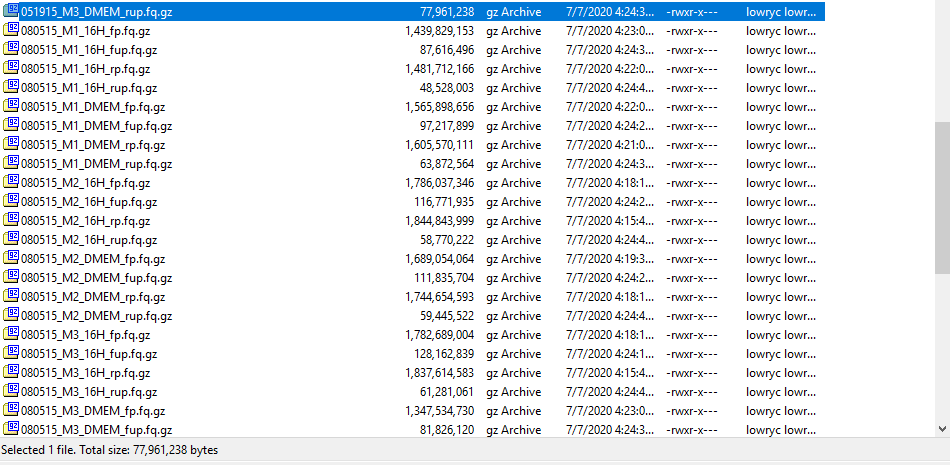 051915_M3_DMEM_rup.fq.gz 77,961,238 gz Archive 7/7/2020 4:24:3... -rwxr-x--- lowryc lowr...
080515_M1_16H_fp.fq.gz 1,439,829,153 gz Archive 7/7/2020 4:23:0... -rwxr-x--- lowryc lowr...
080515_M1_16H_fup.fq.gz 87,616,496 gz Archive 7/7/2020 4:24:3... -rwxr-x--- lowryc lowr...
080515_M1_16H_rp.fq.gz 1,481,712,166 gz Archive 7/7/2020 4:22:0... -rwxr-x--- lowryc lowr...
080515_M1_16H_rup.fq.gz 48,528,003 gz Archive 7/7/2020 4:24:4... -rwxr-x--- lowryc lowr...
080515_M1_DMEM_fp.fq.gz 1,565,898,656 gz Archive 7/7/2020 4:22:0... -rwxr-x--- lowryc lowr...
080515_M1_DMEM_fup.fq.gz 97,217,899 gz Archive 7/7/2020 4:24:2... -rwxr-x--- lowryc lowr...
080515_M1_DMEM_rp.fq.gz 1,605,570,111 gz Archive 7/7/2020 4:21:0... -rwxr-x--- lowryc lowr...
080515_M1_DMEM_rup.fq.gz 63,872,564 gz Archive 7/7/2020 4:24:3... -rwxr-x--- lowryc lowr...
080515_M2_16H_fp.fq.gz 1,786,037,346 gz Archive 7/7/2020 4:18:1... -rwxr-x--- lowryc lowr...
080515_M2_16H_fup.fq.gz 116,771,935 gz Archive 7/7/2020 4:24:2... -rwxr-x--- lowryc lowr...
080515_M2_16H_rp.fq.gz 1,844,843,999 gz Archive 7/7/2020 4:15:4... -rwxr-x--- lowryc lowr...
080515_M2_16H_rup.fq.gz 58,770,222 gz Archive 7/7/2020 4:24:4... -rwxr-x--- lowryc lowr...
080515_M2_DMEM_fp.fq.gz 1,689,054,064 gz Archive 7/7/2020 4:19:3... -rwxr-x--- lowryc lowr...
080515_M2_DMEM_fup.fq.gz 111,835,704 gz Archive 7/7/2020 4:24:2... -rwxr-x--- lowryc lowr...
080515_M2_DMEM_rp.fq.gz 1,744,654,593 gz Archive 7/7/2020 4:18:1... -rwxr-x--- lowryc lowr...
080515_M2_DMEM_rup.fq.gz 59,445,522 gz Archive 7/7/2020 4:24:4... -rwxr-x--- lowryc lowr...
080515_M3_16H_fp.fq.gz 1,782,689,004 gz Archive 7/7/2020 4:18:1... -rwxr-x--- lowryc lowr...
080515_M3_16H_fup.fq.gz 128,162,839 gz Archive 7/7/2020 4:24:1... -rwxr-x--- lowryc lowr...
080515_M3_16H_rp.fq.gz 1,837,614,583 gz Archive 7/7/2020 4:15:4... -rwxr-x--- lowryc lowr...
080515_M3_16H_rup.fq.gz 61,281,061 gz Archive 7/7/2020 4:24:4... -rwxr-x--- lowryc lowr...
080515_M3_DMEM_fp.fq.gz 1,347,534,730 gz Archive 7/7/2020 4:23:0... -rwxr-x--- lowryc lowr...
080515_M3_DMEM_fup.fq.gz 81,826,120 gz Archive 7/7/2020 4:24:3... -rwxr-x--- lowryc lowr...
Selected 1 file. Total size: 77,961,238 bytes